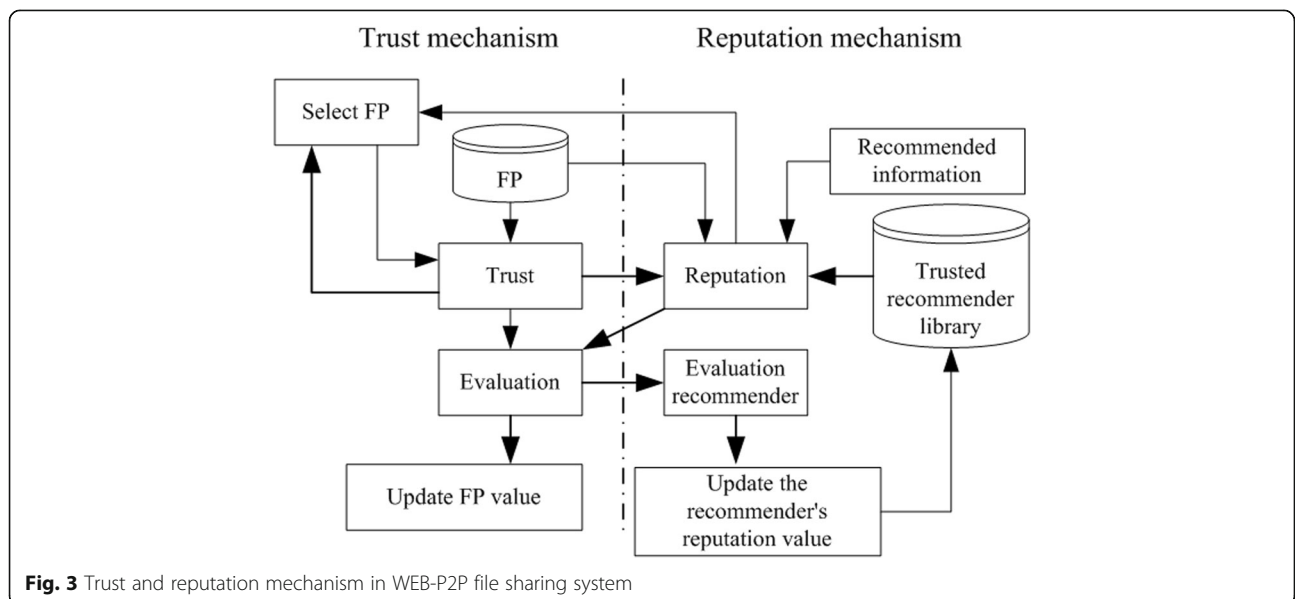 Trust mechanism
Reputation mechanism
Select FP
FP
Recommended
information
Trust
Reputation
Trusted
recommender
library
Evaluation
Evaluation
recommender
Update FP value
Update the
recommender's
reputation value
Fig. 3 Trust and reputation mechanism in WEB-P2P file sharing system